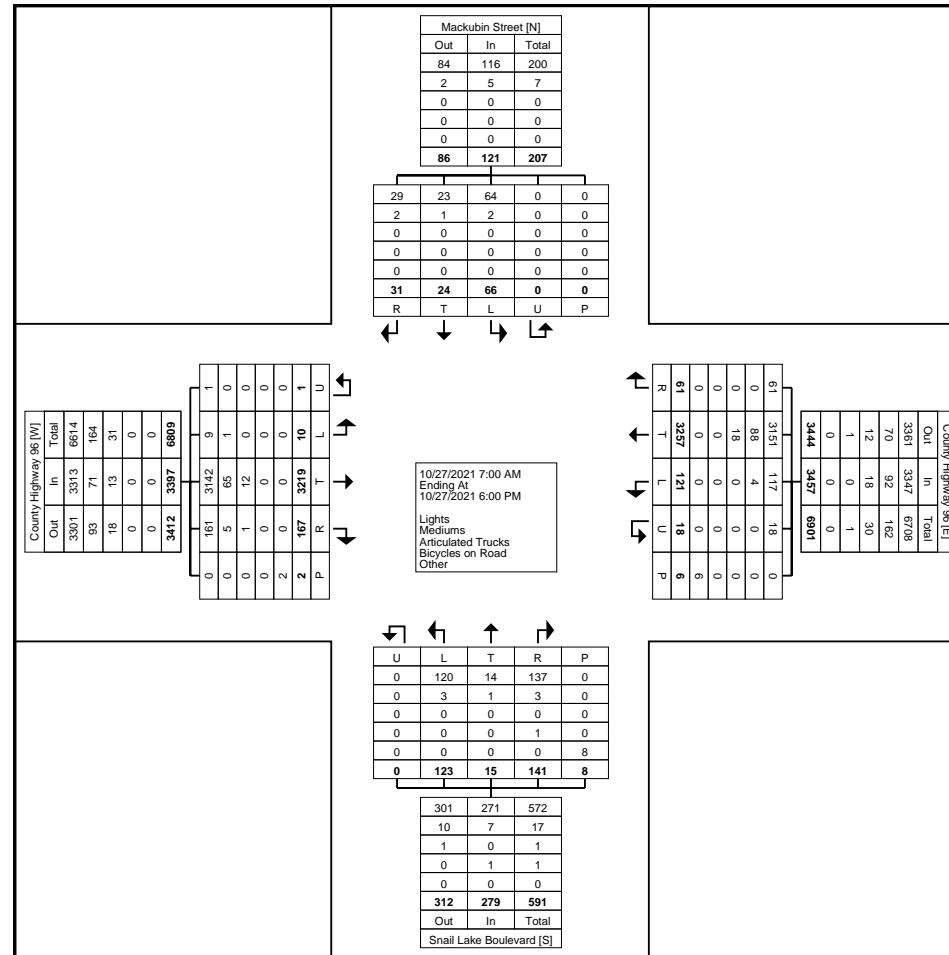 Mackubin Street [N]
Out In Total
84 116 200
2 5 7
0 0 0
0 0 0
0 0 0
86 121 207
29 23 64 0 0
2 1 2 0 0
0 0 0 0 0
0 0 0 0 0
0 0 0 0 0
31 24 66 0 0
R T L U P
County Highway 96 [W]
Out In Total
3301 3313 6614
93 71 164
18 13 31
0 0 0
0 0 0
3412 3397 6809
0 161 3142 9 1
0 5 65 1 0
0 1 12 0 0
0 0 0 0 0
2 0 0 0 0
2 167 3219 10 1
P R T L U
10/27/2021 7:00 AM
Ending At
10/27/2021 6:00 PM
Lights
Mediums
Articulated Trucks
Bicycles on Road
Other
County Highway 96 [E]
Out In Total
3361 3347 6708
70 92 162
12 18 30
1 0 1
0 0 0
3444 3457 6901
61 3151 117 18 0
0 88 4 0 0
0 18 0 0 0
0 0 0 0 0
0 0 0 0 6
61 3257 121 18 6
R T L U P
U L T R P
0 120 14 137 0
0 3 1 3 0
0 0 0 0 0
0 0 0 1 0
0 0 0 0 8
0 123 15 141 8
301 271 572
10 7 17
1 0 1
0 1 1
0 0 0
312 279 591
Out In Total
Snail Lake Boulevard [S]